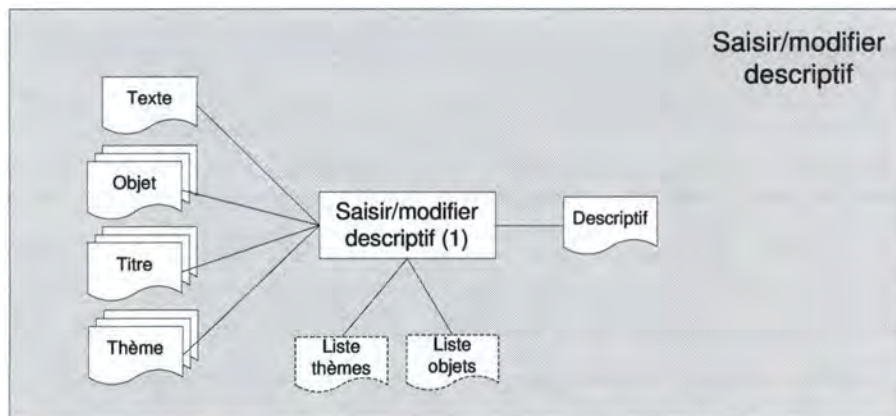 Saisir/modifier
descriptif
Texte
Objet
Titre
Thème
Saisir/modifier
descriptif (1)
Descriptif
Liste
thèmes
Liste
objets